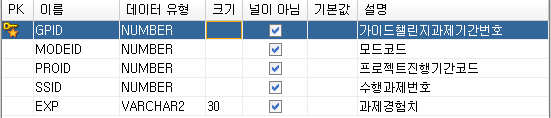 PK 이름 데이터 유형 크기 널이 아님 기본값 설명
GPID NUMBER 가이드챌린지과제기간번호
MODEID NUMBER 모드코드
PROID NUMBER 프로젝트진행기간코드
SSID NUMBER 수행과제번호
EXP VARCHAR2 30 과제경험치